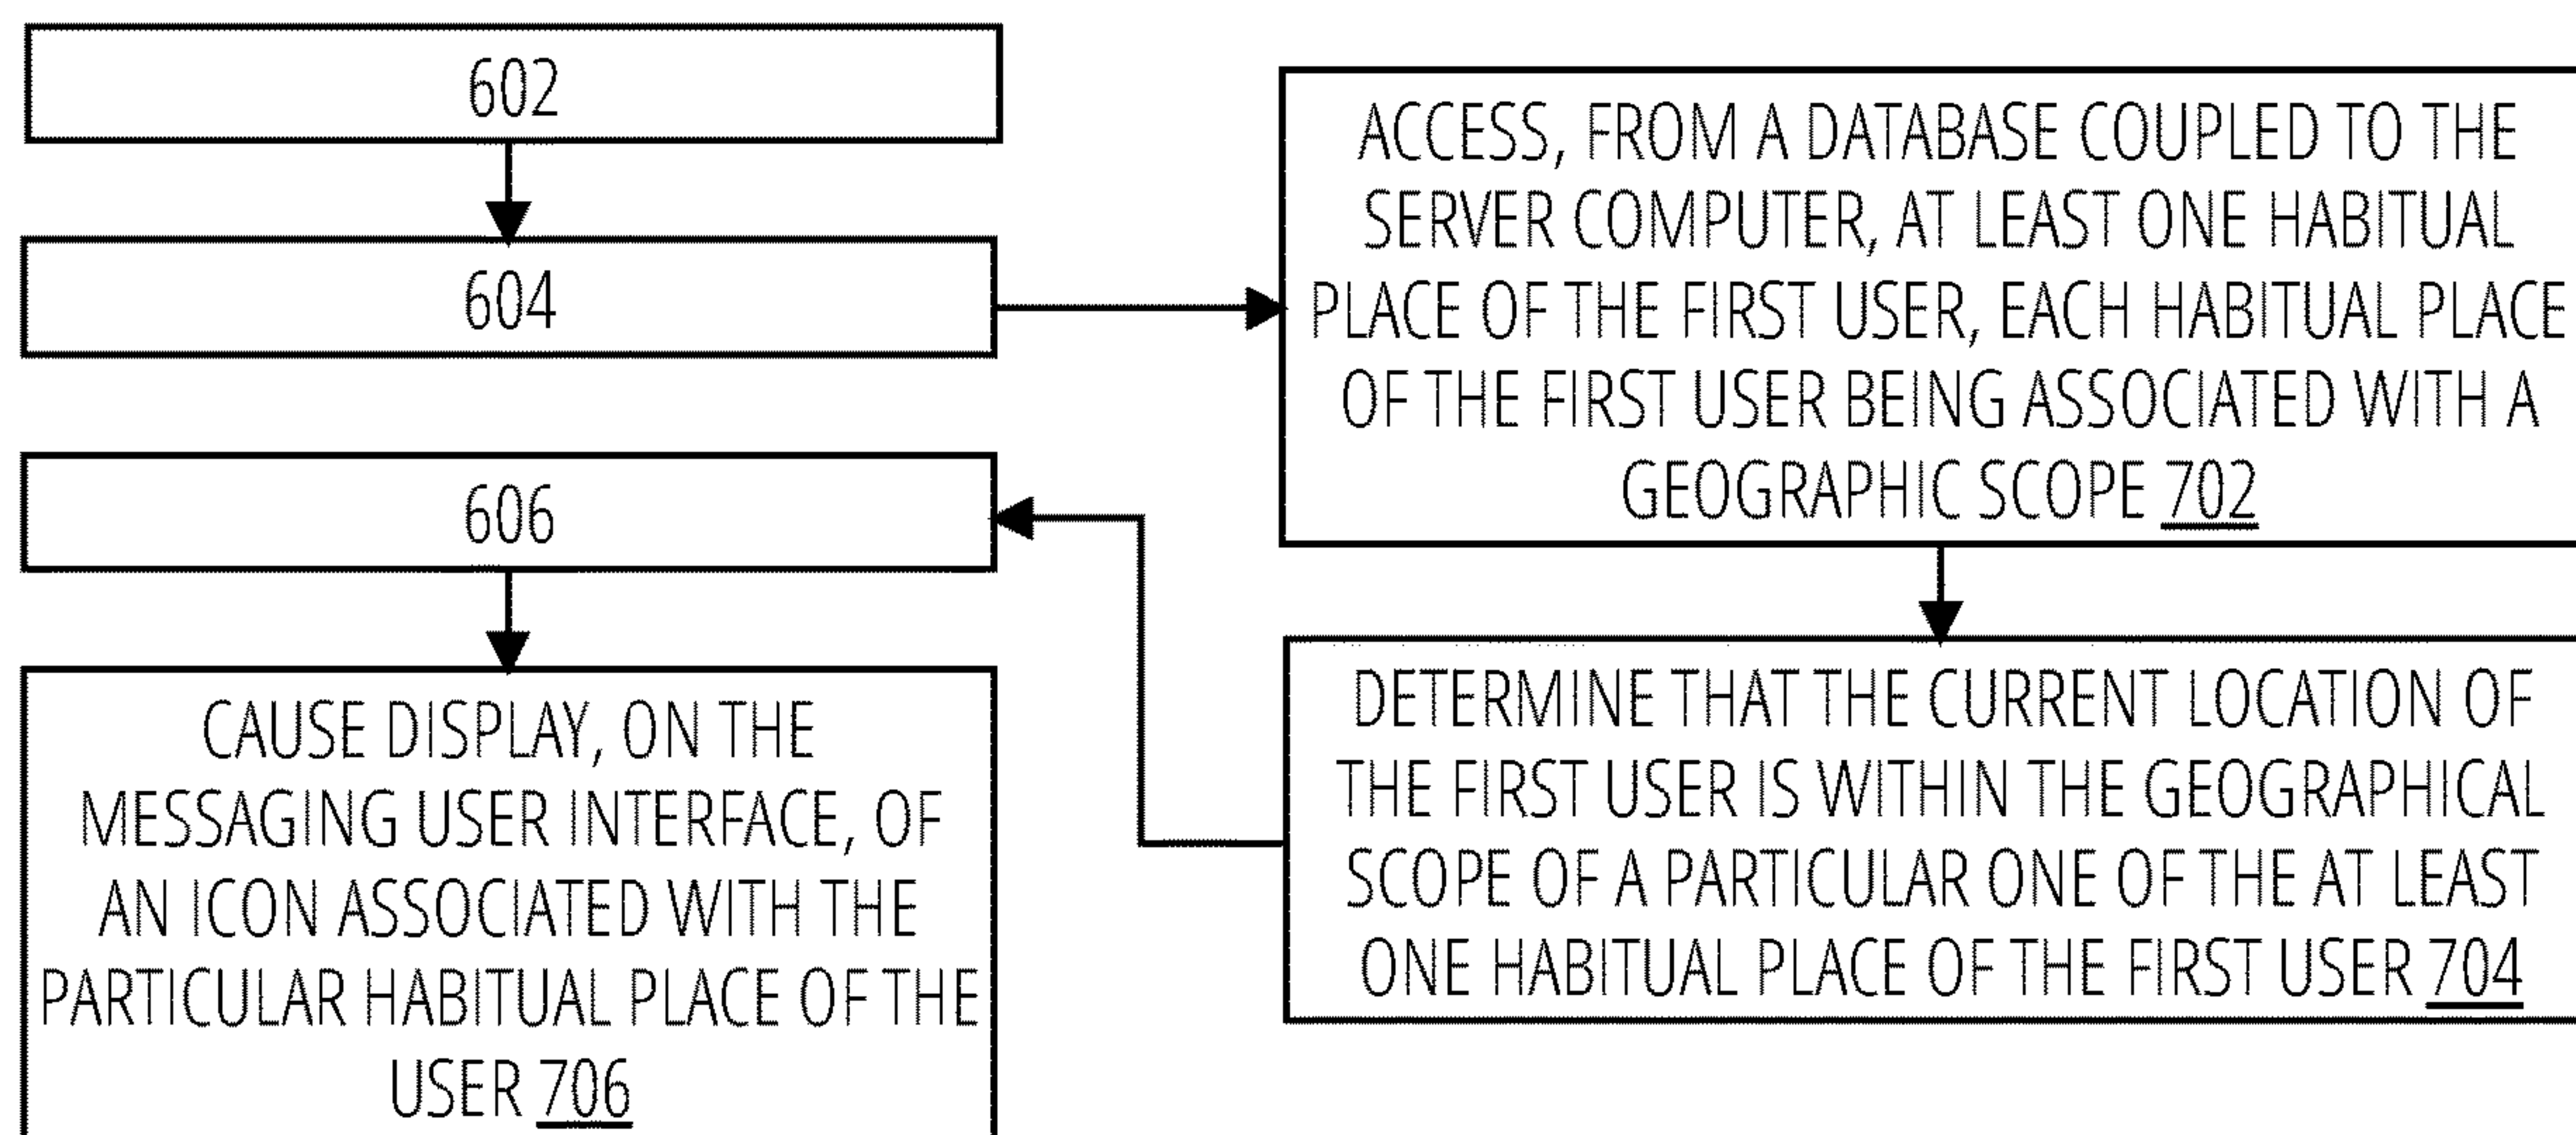 602
604
ACCESS, FROM A DATABASE COUPLED TO THE
SERVER COMPUTER, AT LEAST ONE HABITUAL
PLACE OF THE FIRST USER, EACH HABITUAL PLACE
OF THE FIRST USER BEING ASSOCIATED WITH A
GEOGRAPHIC SCOPE 702
DETERMINE THAT THE CURRENT LOCATION OF
THE FIRST USER IS WITHIN THE GEOGRAPHICAL
SCOPE OF A PARTICULAR ONE OF THE AT LEAST
ONE HABITUAL PLACE OF THE FIRST USER 704
606
CAUSE DISPLAY, ON THE
MESSAGING USER INTERFACE, OF
AN ICON ASSOCIATED WITH THE
PARTICULAR HABITUAL PLACE OF THE
USER 706